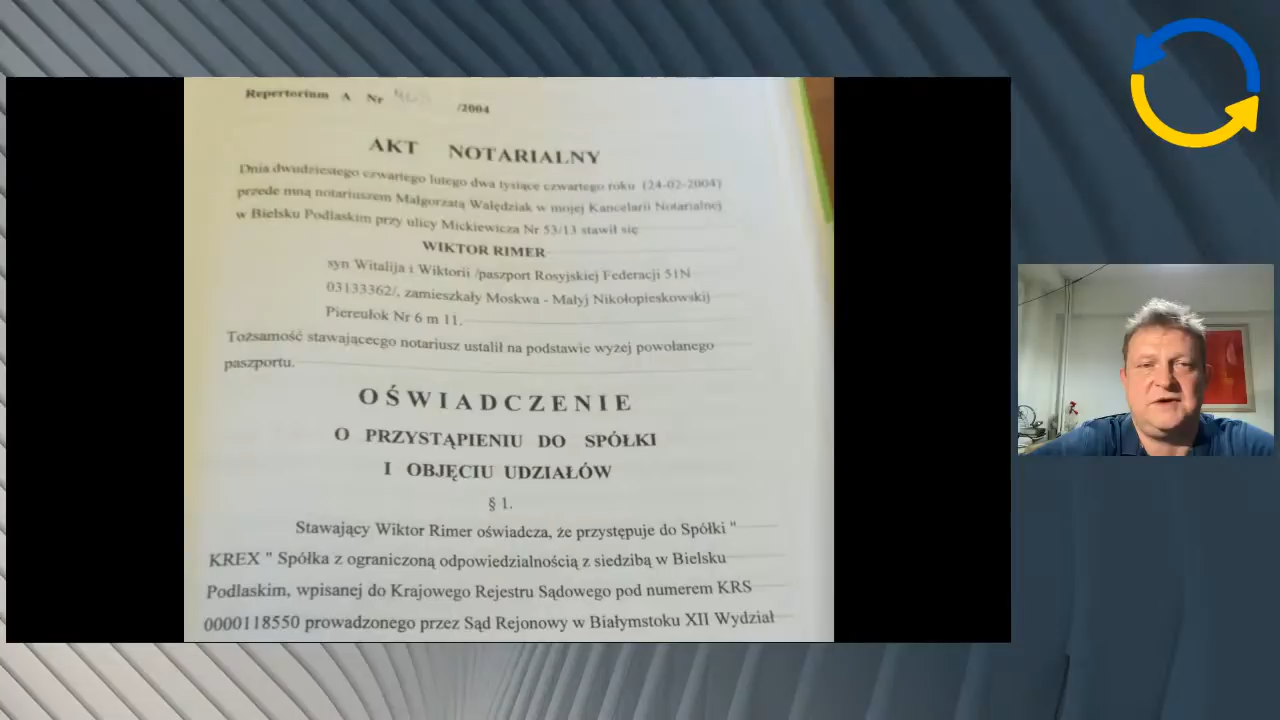 Repertorium A Nr /2004
AKT NOTARIALNY
Dnia dwudziestego czwartego lutego dwa tysiące czwartego roku (24-02-2004)
przede mną notariuszem Małgorzatą Walędziak w mojej Kancelarii Notarialnej
w Bielsku Podlaskim przy ulicy Mickiewicza Nr 53/13 stawił się
WIKTOR RIMER
syn Witalija i Wiktorii /paszport Rosyjskiej Federacji 51N
03133362/, zamieszkały Moskwa - Małyj Nikołopieskowskij
Piereułok Nr 6 m 11.
Tożsamość stawającecgo notariusz ustalił na podstawie wyżej powołanego
paszportu.
OŚWIADCZENIE
O PRZYSTĄPIENIU DO SPÓŁKI
I OBJĘCIU UDZIAŁÓW
§ 1.
Stawający Wiktor Rimer oświadcza, że przystępuje do Spółki "
KREX " Spółka z ograniczoną odpowiedzialnością z siedzibą w Bielsku
Podlaskim, wpisanej do Krajowego Rejestru Sądowego pod numerem KRS
0000118550 prowadzonego przez Sąd Rejonowy w Białymstoku XII Wydział